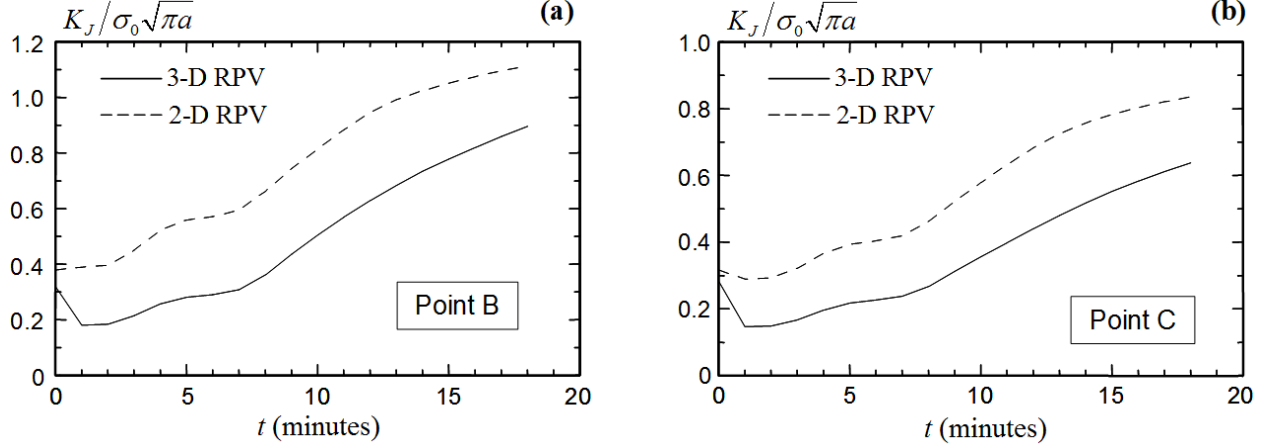 K_J / σ₀√πa (a)
1.2
1.0
0.8
0.6
0.4
0.2
0
3-D RPV
2-D RPV
Point B
0 5 10 15 20
t (minutes)
K_J / σ₀√πa (b)
1.0
0.8
0.6
0.4
0.2
0
3-D RPV
2-D RPV
Point C
0 5 10 15 20
t (minutes)